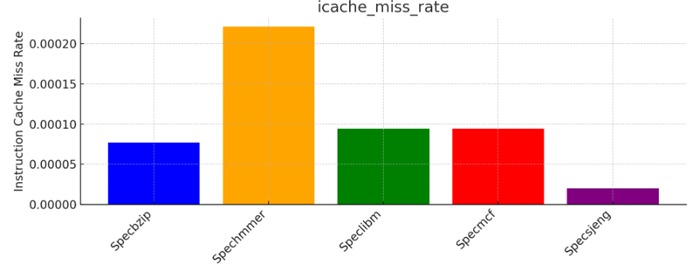 icache_miss_rate
Instruction Cache Miss Rate
0.00020
0.00015
0.00010
0.00005
0.00000
Specbzip
Spechmmer
Speclibm
Specmcf
Specsjeng